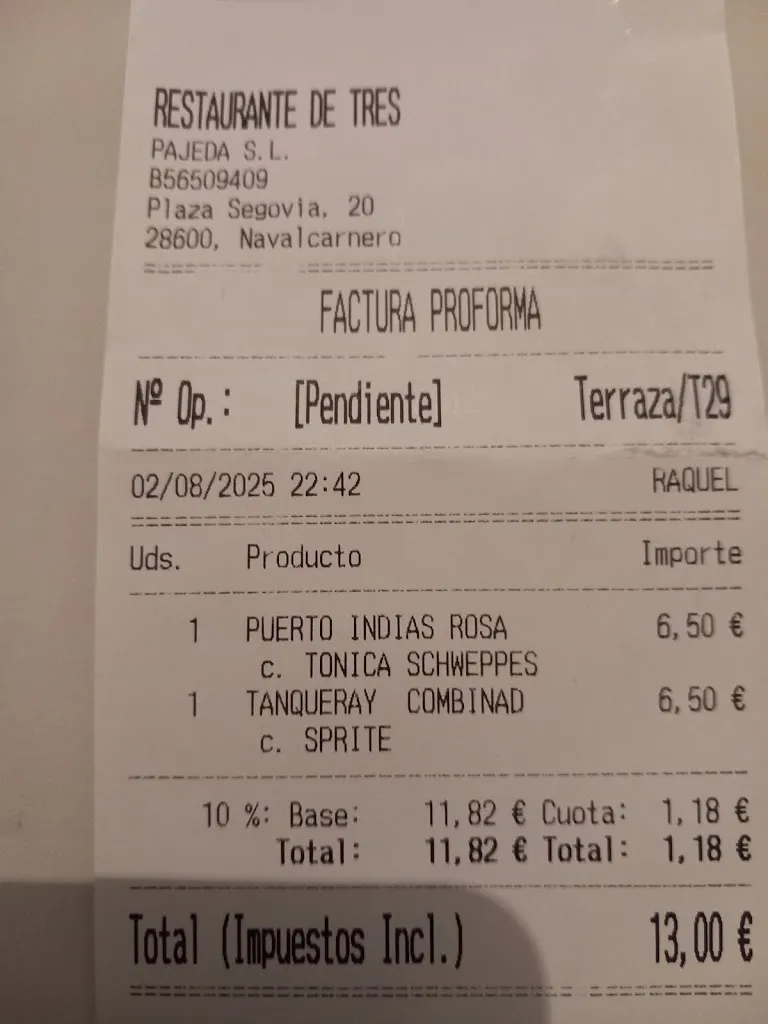 RESTAURANTE DE TRES
PAJEDA S.L.
B56509409
Plaza Segovia, 20
28600, Navalcarnero
FACTURA PROFORMA
Nº Op.: [Pendiente] Terraza/T29
02/08/2025 22:42 RAQUEL
Uds. Producto Importe
1 PUERTO INDIAS ROSA 6,50 €
c. TONICA SCHWEPPES
1 TANQUERAY COMBINAD 6,50 €
c. SPRITE
10 %: Base: 11,82 € Cuota: 1,18 €
Total: 11,82 € Total: 1,18 €
Total (Impuestos Incl.) 13,00 €